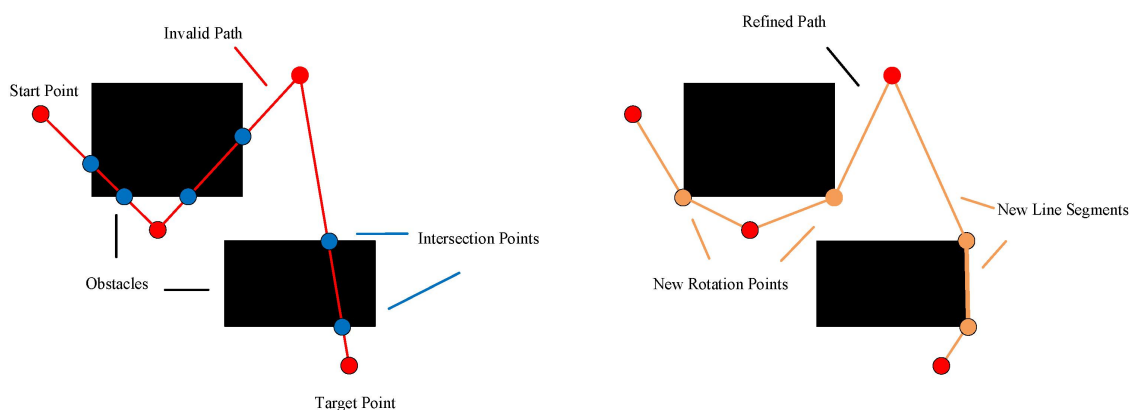 Invalid Path
Start Point
Obstacles
Intersection Points
Target Point
Refined Path
New Line Segments
New Rotation Points